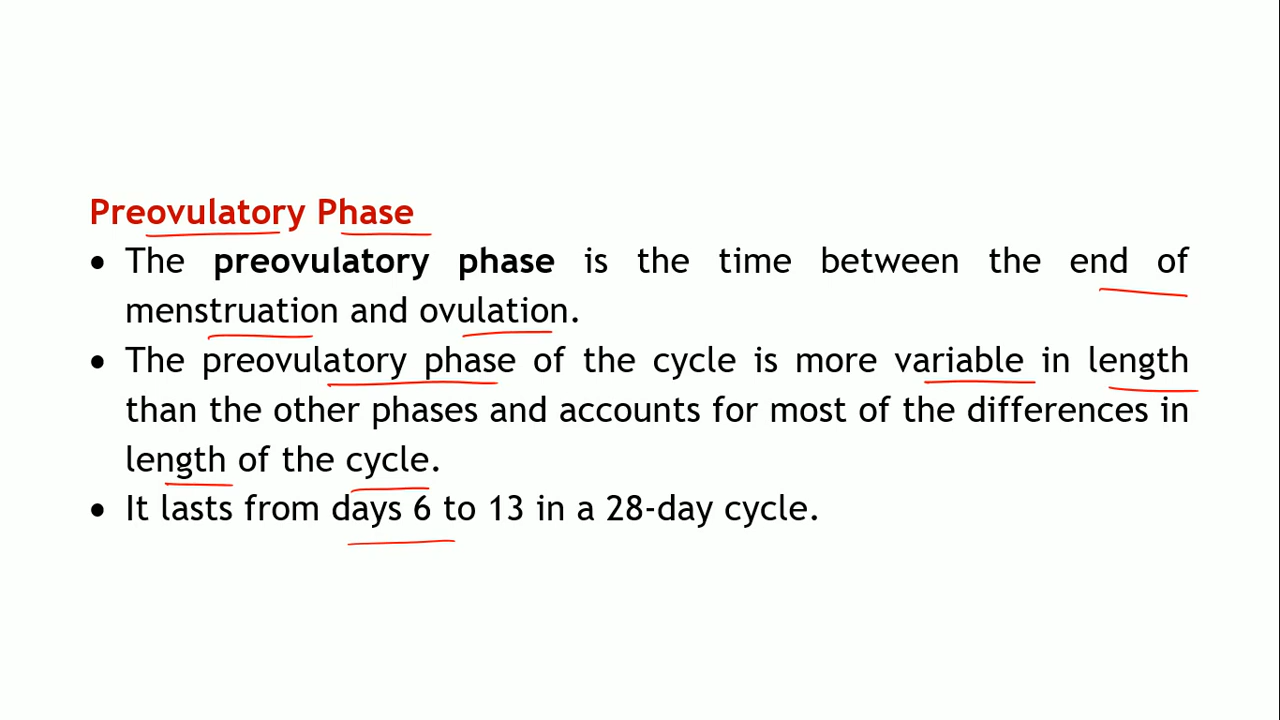 Preovulatory Phase
• The preovulatory phase is the time between the end of
menstruation and ovulation.
• The preovulatory phase of the cycle is more variable in length
than the other phases and accounts for most of the differences in
length of the cycle.
• It lasts from days 6 to 13 in a 28-day cycle.